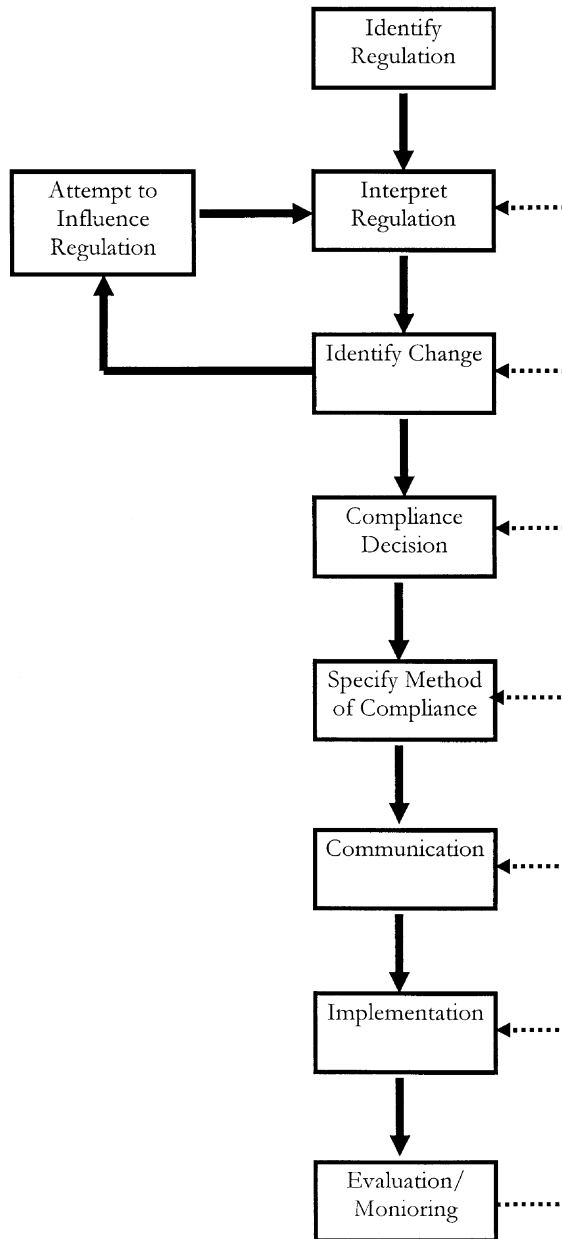 Identify
Regulation
Attempt to
Influence
Regulation
Interpret
Regulation
Identify Change
Compliance
Decision
Specify Method
of Compliance
Communication
Implementation
Evaluation/
Monioring